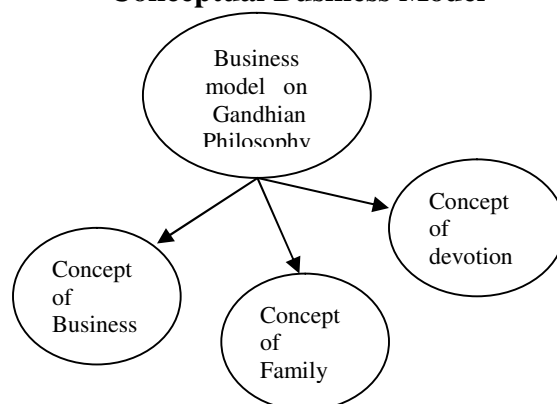 Conceptual Business Model
Business
model on
Gandhian
Philosophy
Concept
of
devotion
Concept
of
Business
Concept
of
Family